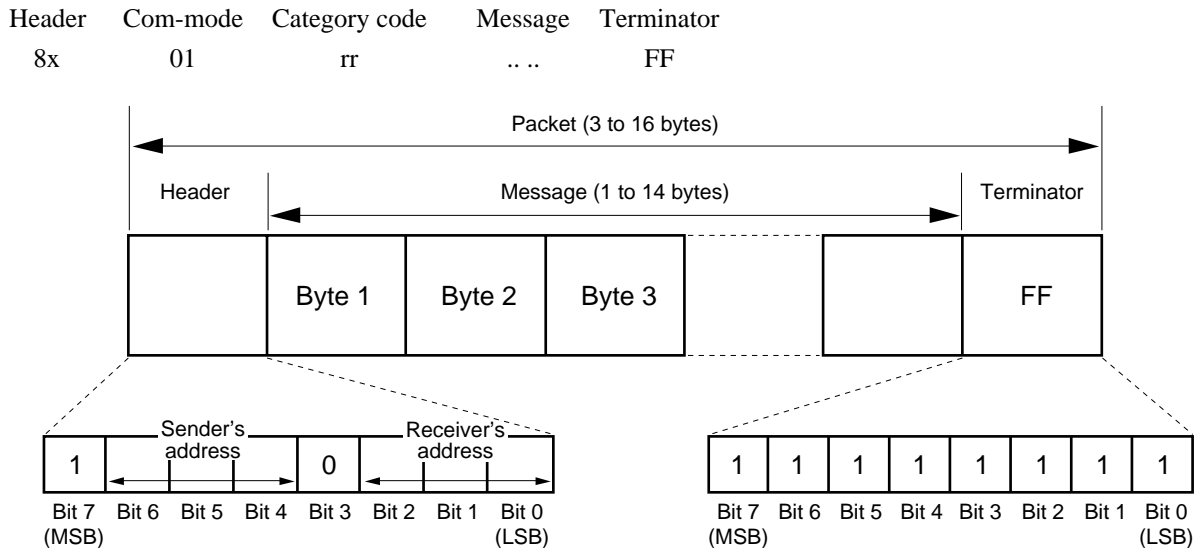 Header Com-mode Category code Message Terminator
8x 01 rr .. .. FF
Packet (3 to 16 bytes)
Header Message (1 to 14 bytes) Terminator
Byte 1 Byte 2 Byte 3 FF
Sender's address Receiver's address
1 0 1 1 1 1 1 1 1 1
Bit 7 Bit 6 Bit 5 Bit 4 Bit 3 Bit 2 Bit 1 Bit 0 Bit 7 Bit 6 Bit 5 Bit 4 Bit 3 Bit 2 Bit 1 Bit 0
(MSB) (LSB) (MSB) (LSB)